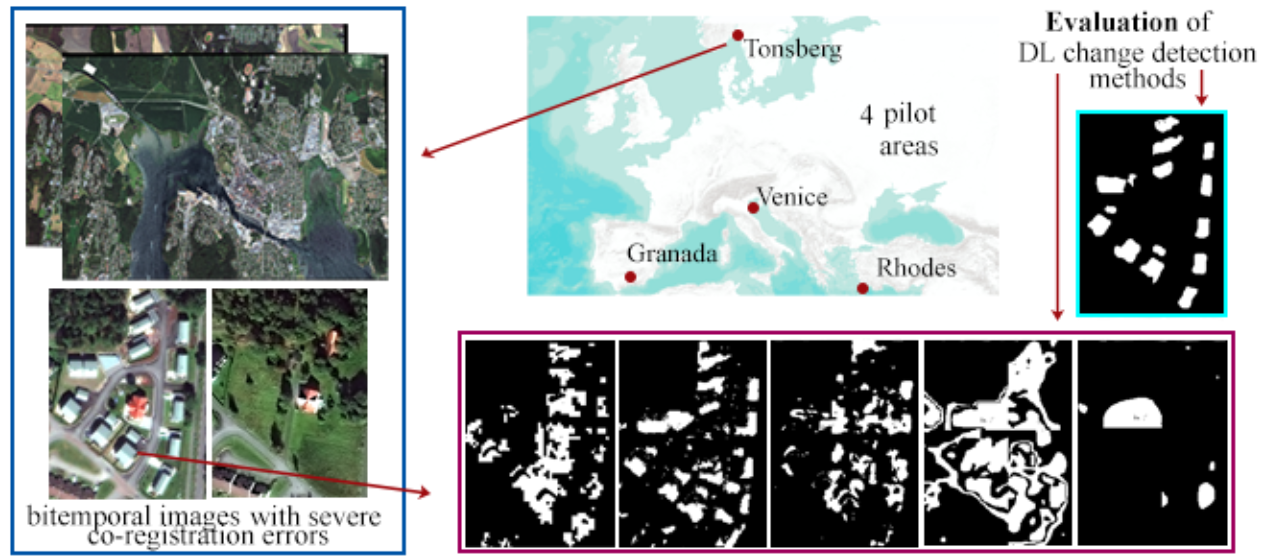 Evaluation of
DL change detection
methods
Tonsberg
4 pilot
areas
Venice
Granada
Rhodes
bitemporal images with severe
co-registration errors